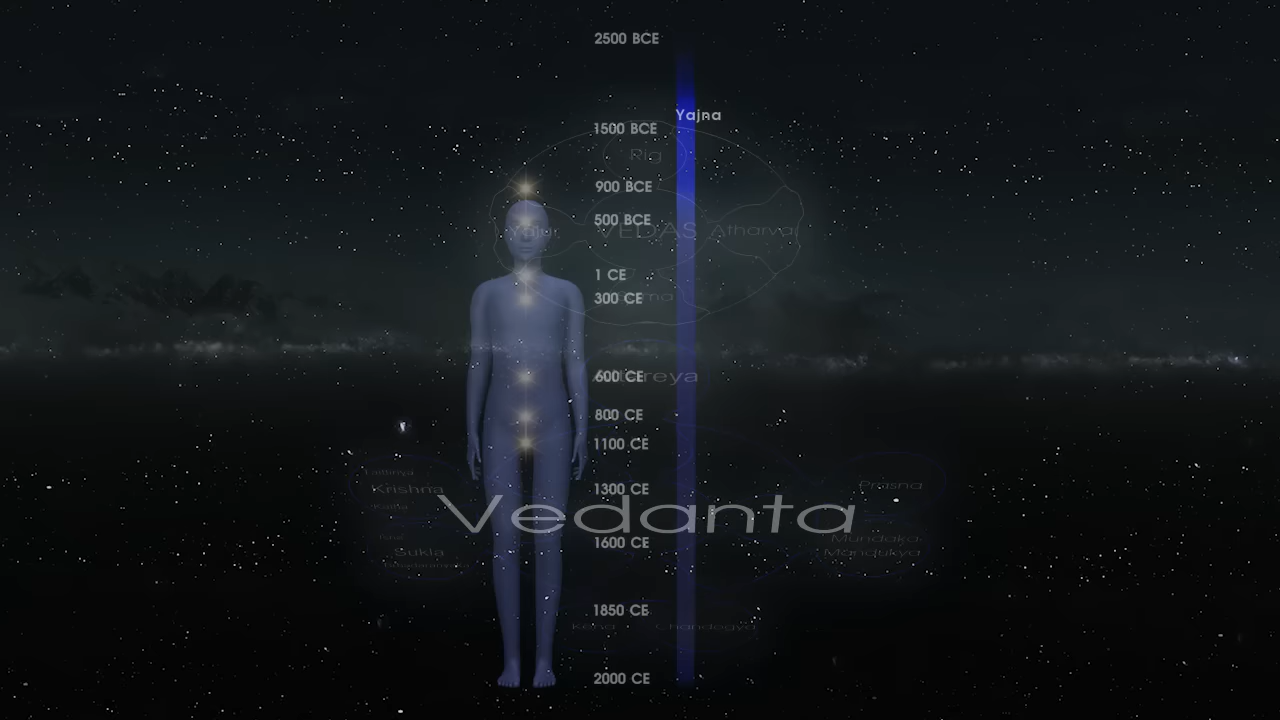 2500 BCE
Yajna
1500 BCE
Rig
900 BCE
500 BCE
VEDAS
Atharva
1 CE
300 CE
600 CE
800 CE
1100 CE
Krishna
Prasna
1300 CE
Vedanta
Mundaka
1600 CE
Sukla
Mandukya
1850 CE
Kena
Chandogya
2000 CE